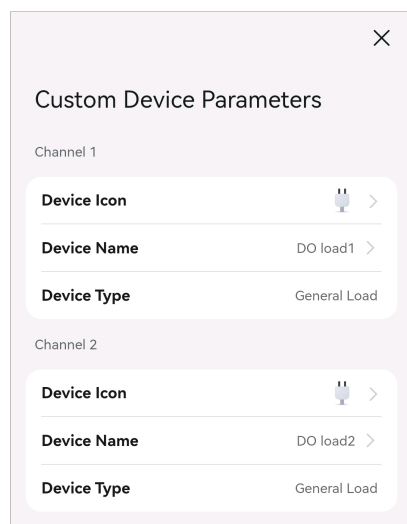 Custom Device Parameters
Channel 1
Device Icon
Device Name DO load1
Device Type General Load
Channel 2
Device Icon
Device Name DO load2
Device Type General Load